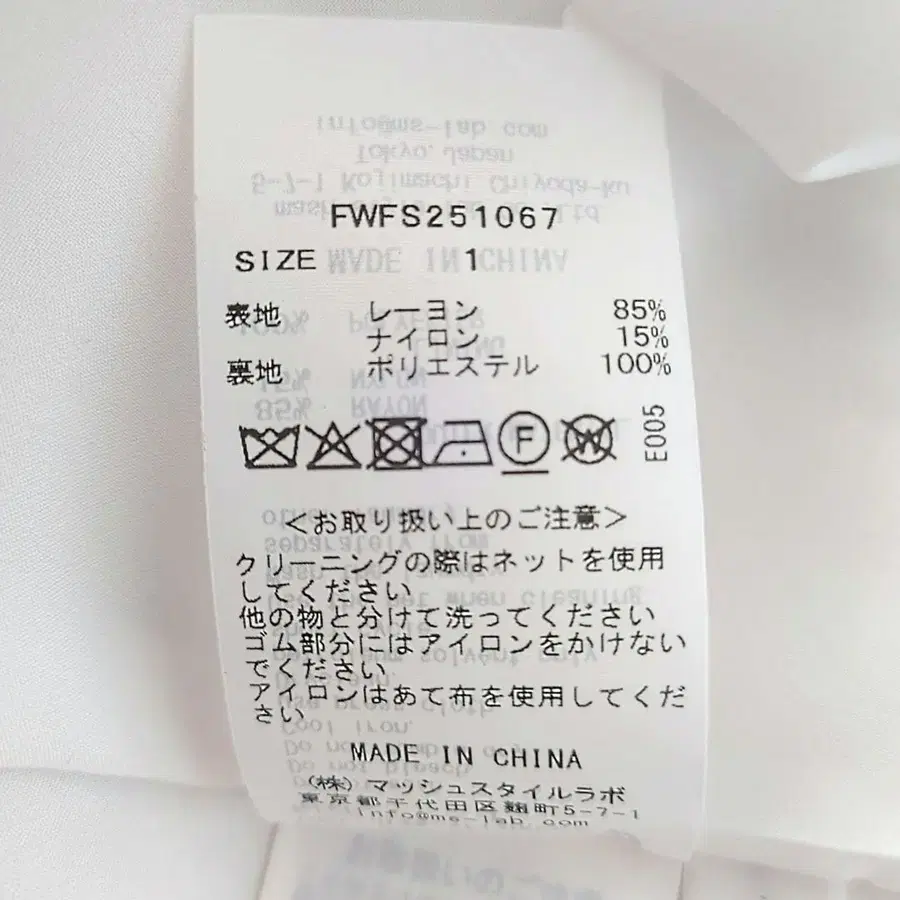 FWFS251067
SIZE 1
表地 レーヨン 85%
ナイロン 15%
裏地 ポリエステル 100%
F W
E005
＜お取り扱い上のご注意＞
クリーニングの際はネットを使用
してください
他の物と分けて洗ってください
ゴム部分にはアイロンをかけない
でください
アイロンはあて布を使用してくだ
さい
MADE IN CHINA
（株）マッシュスタイルラボ
東京都千代田区麹町5-7-1
info@ms-lab.com